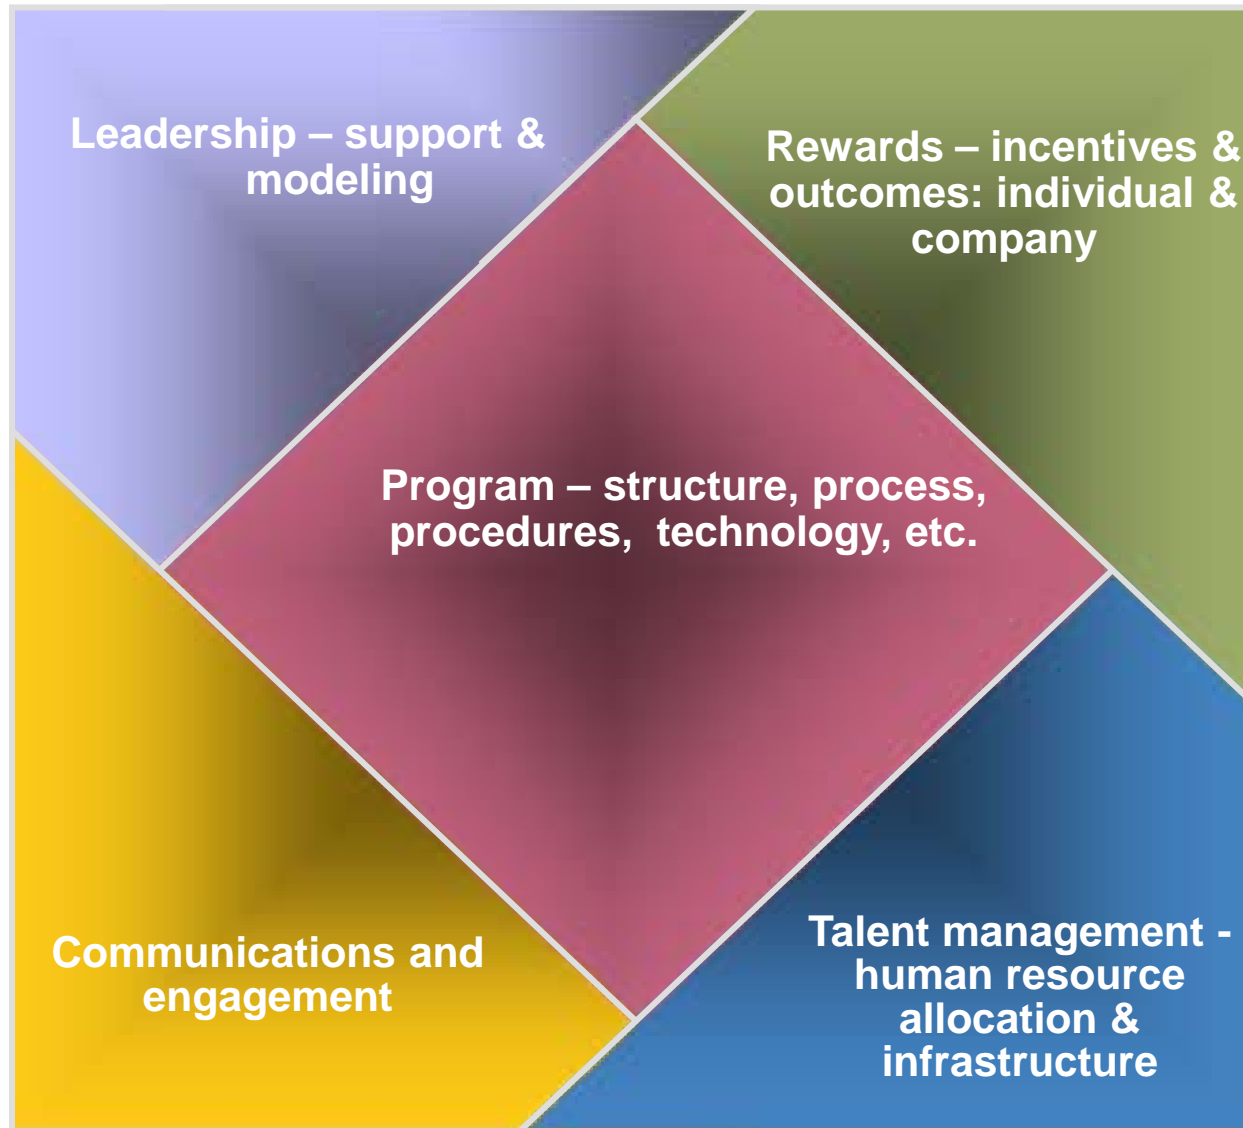 Leadership – support &
modeling
Rewards – incentives &
outcomes: individual &
company
Program – structure, process,
procedures, technology, etc.
Communications and
engagement
Talent management -
human resource
allocation &
infrastructure